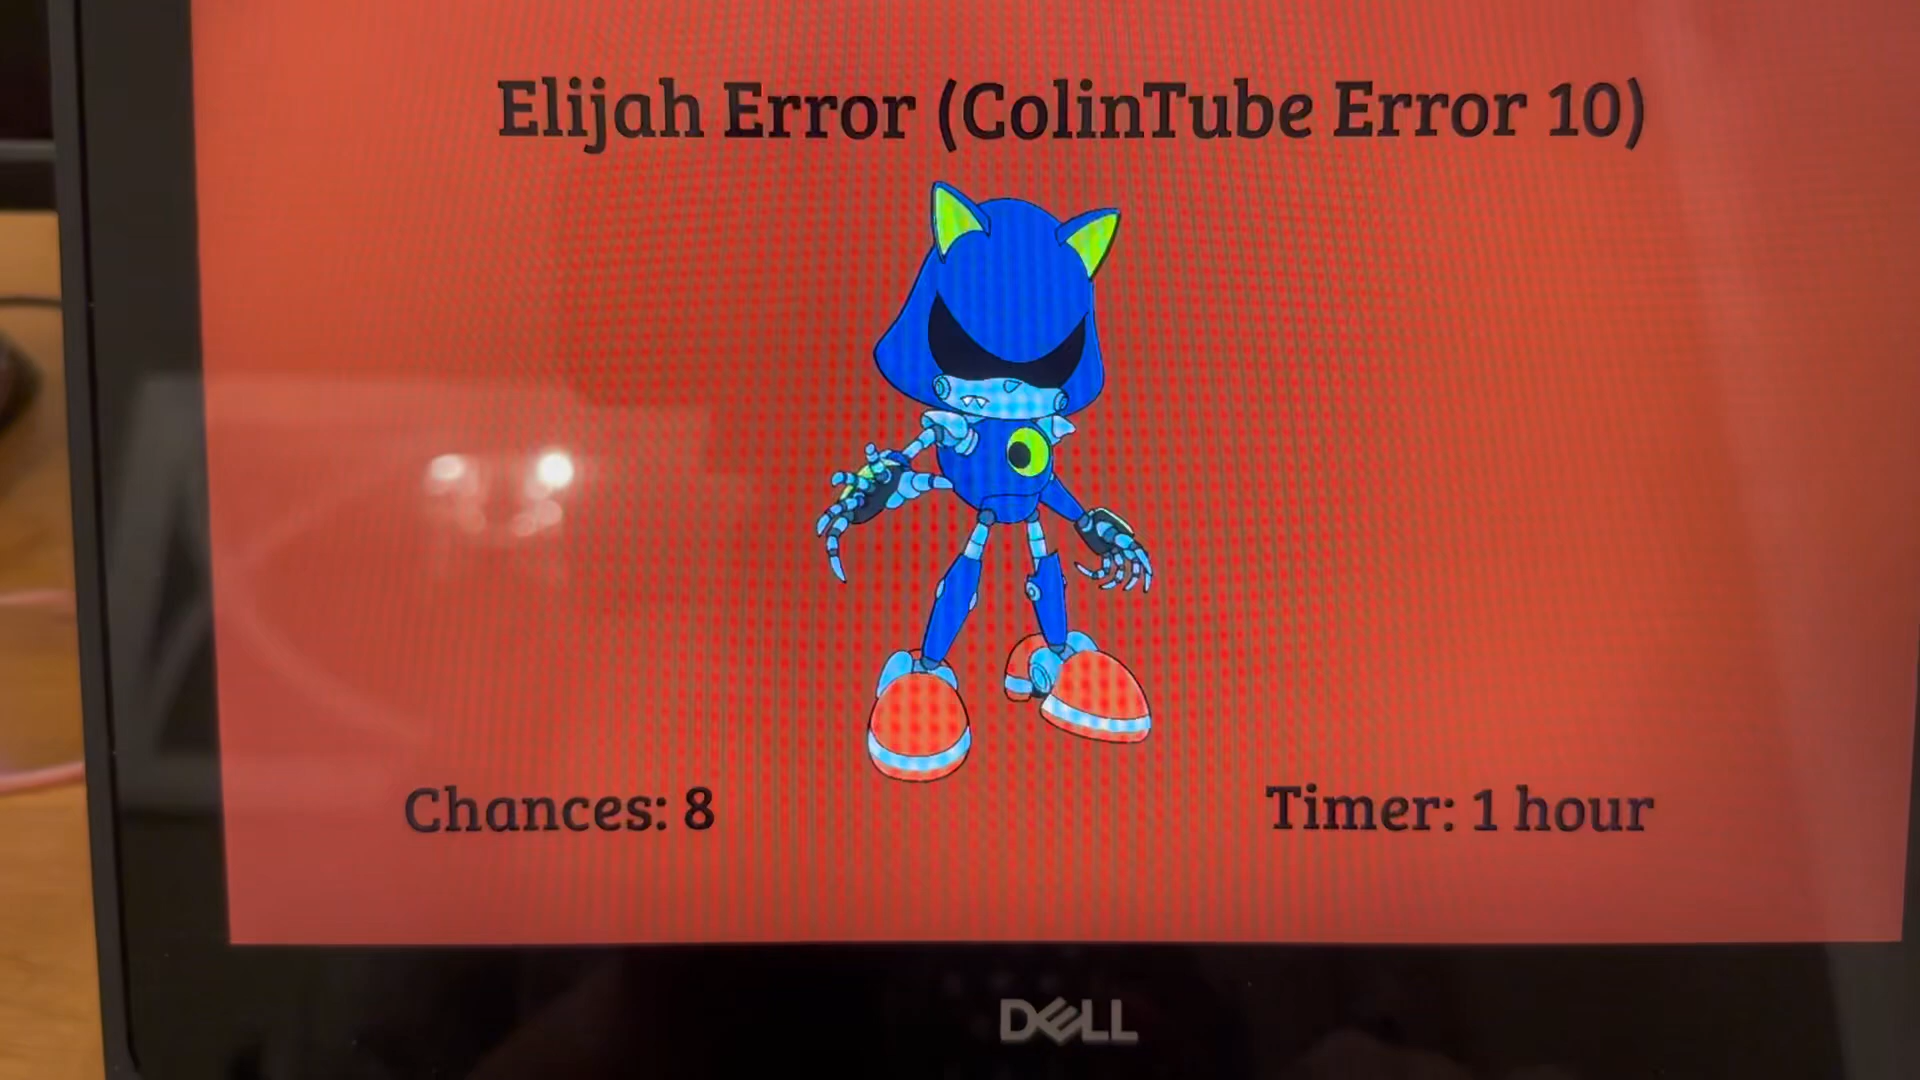 Elijah Error (ColinTube Error 10)
Chances: 8
Timer: 1 hour
DELL